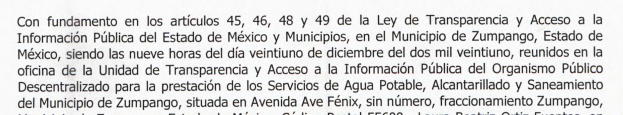 Con fundamento en los artículos 45, 46, 48 y 49 de la Ley de Transparencia y Acceso a la
Información Pública del Estado de México y Municipios, en el Municipio de Zumpango, Estado de
México, siendo las nueve horas del día veintiuno de diciembre del dos mil veintiuno, reunidos en la
oficina de la Unidad de Transparencia y Acceso a la Información Pública del Organismo Público
Descentralizado para la prestación de los Servicios de Agua Potable, Alcantarillado y Saneamiento
del Municipio de Zumpango, situada en Avenida Ave Fénix, sin número, fraccionamiento Zumpango,